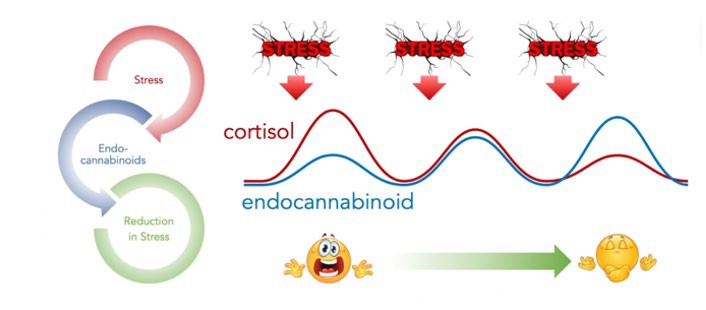 STRESS
STRESS
STRESS
Stress
cortisol
Endo-
cannabinoids
endocannabinoid
Reduction
in Stress